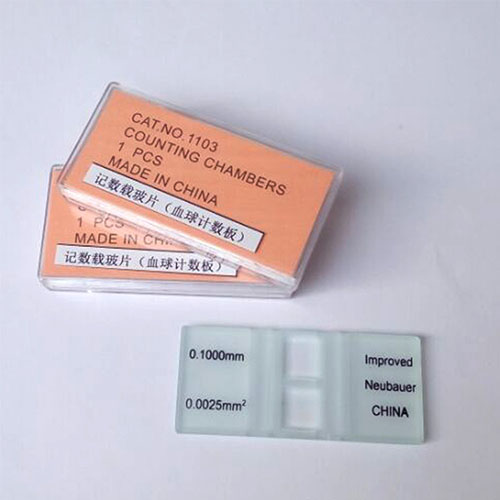 CAT.NO.1103
COUNTING CHAMBERS
1 PCS
MADE IN CHINA
记数载玻片（血球计数板）
1 PCS
MADE IN CHI
记数载玻片（血球计数板）
0.1000mm
0.0025mm²
Improved
Neubauer
CHINA